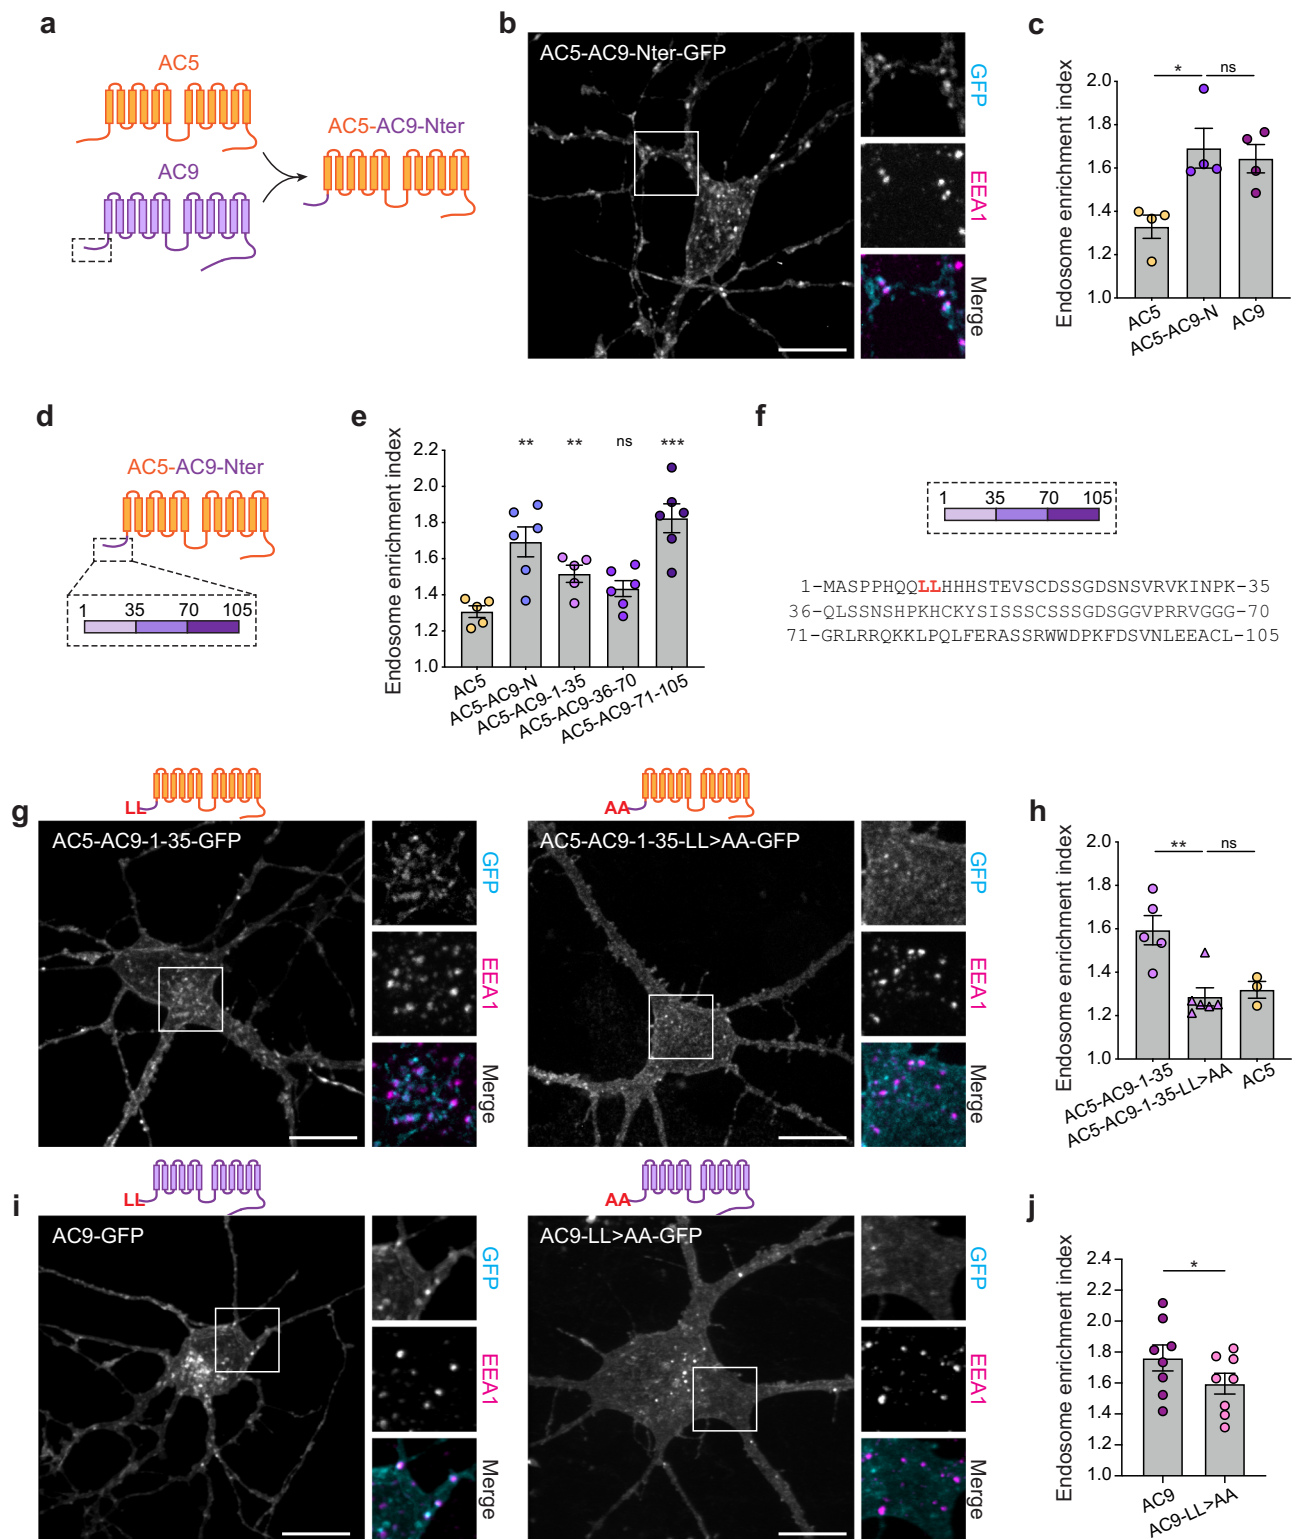 a
AC5
AC9
AC5-AC9-Nter
b
AC5-AC9-Nter-GFP
GFP
EEA1
Merge
c
Endosome enrichment index
2.0
1.8
1.6
1.4
1.2
1.0
*
ns
AC5
AC5-AC9-N
AC9
d
AC5-AC9-Nter
1 35 70 105
e
Endosome enrichment index
2.2
2.0
1.8
1.6
1.4
1.2
1.0
** ** ns ***
AC5
AC5-AC9-N
AC5-AC9-1-35
AC5-AC9-36-70
AC5-AC9-71-105
f
1 35 70 105
1-MASPPHQQLLHHHSTEVSCDSSGDSNSVRVKINPK-35
36-QLSSNSHPKHCKYSISSSCSSSGDSGGVPRRVGGG-70
71-GRLRRQKKLPQLFERASSRWWDPKFDSVNLEEACL-105
g
LL
AC5-AC9-1-35-GFP
GFP
EEA1
Merge
AA
AC5-AC9-1-35-LL>AA-GFP
GFP
EEA1
Merge
h
Endosome enrichment index
2.0
1.8
1.6
1.4
1.2
1.0
**
ns
AC5-AC9-1-35
AC5-AC9-1-35-LL>AA
AC5
i
LL
AC9-GFP
GFP
EEA1
Merge
AA
AC9-LL>AA-GFP
GFP
EEA1
Merge
j
Endosome enrichment index
2.4
2.2
2.0
1.8
1.6
1.4
1.2
1.0
*
AC9
AC9-LL>AA